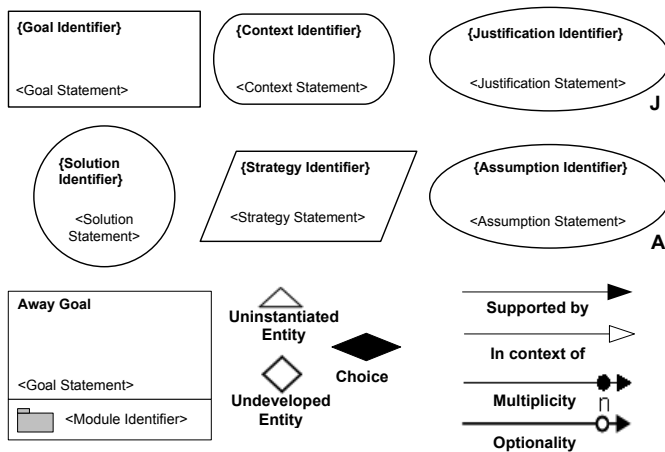 {Goal Identifier}
<Goal Statement>
{Context Identifier}
<Context Statement>
{Justification Identifier}
<Justification Statement>
J
{Solution
Identifier}
<Solution
Statement>
{Strategy Identifier}
<Strategy Statement>
{Assumption Identifier}
<Assumption Statement>
A
Away Goal
<Goal Statement>
<Module Identifier>
Uninstantiated
Entity
Undeveloped
Entity
Choice
Supported by
In context of
Multiplicity
n
Optionality